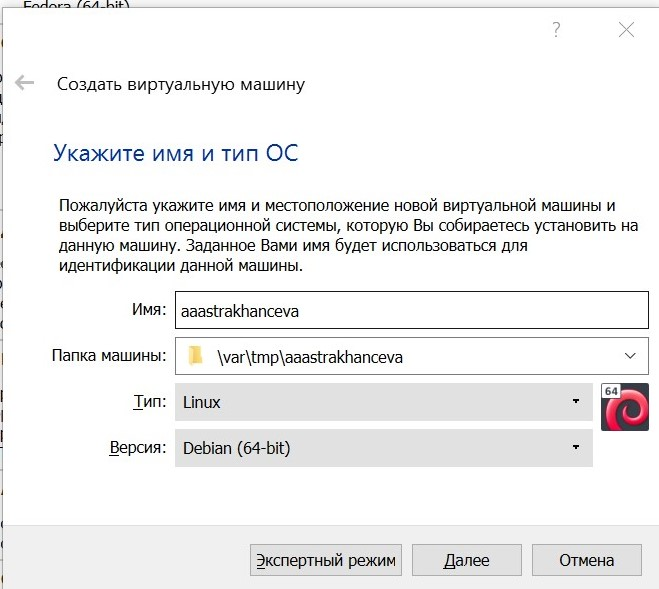 Fedora (64-bit)
?
Создать виртуальную машину
Укажите имя и тип ОС
Пожалуйста укажите имя и местоположение новой виртуальной машины и
выберите тип операционной системы, которую Вы собираетесь установить на
данную машину. Заданное Вами имя будет использоваться для
идентификации данной машины.
Имя: aaastrakhanceva
Папка машины: \var\tmp\aaastrakhanceva
Тип: Linux
64
Версия: Debian (64-bit)
Экспертный режим Далее Отмена